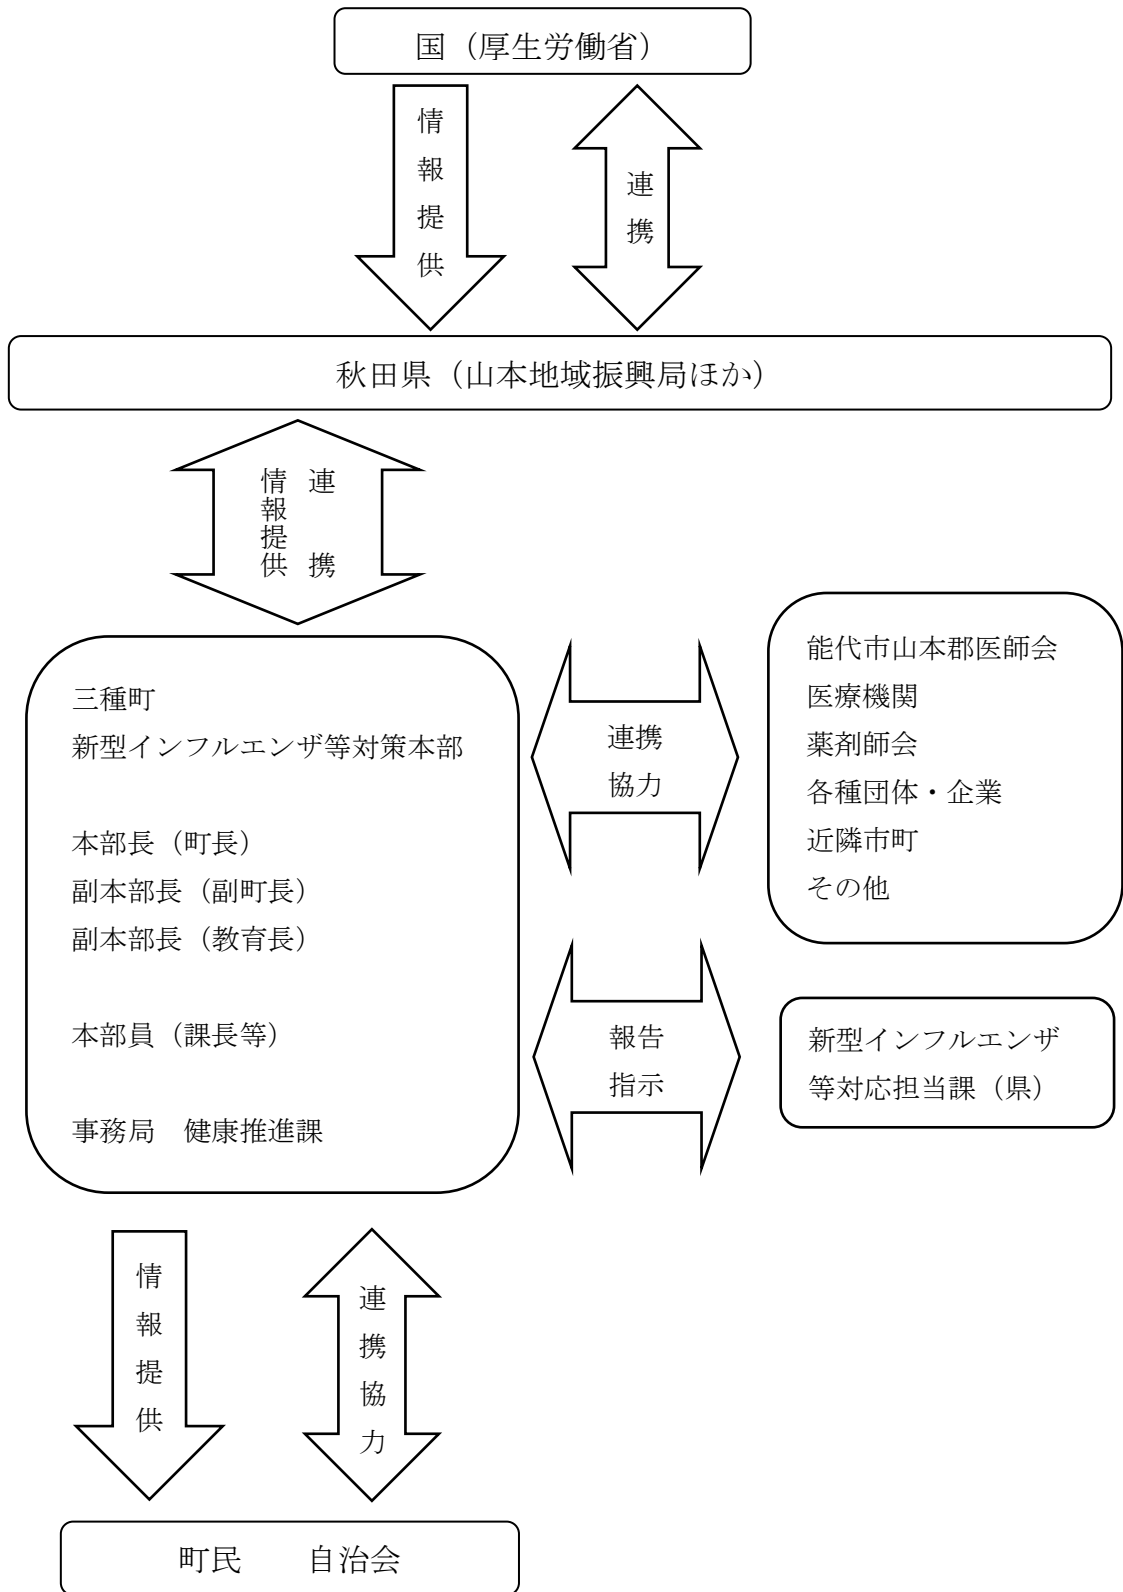 国（厚生労働省）
情報提供
連携
秋田県（山本地域振興局ほか）
連携
情報提供
三種町
新型インフルエンザ等対策本部
本部長（町長）
副本部長（副町長）
副本部長（教育長）
本部員（課長等）
事務局　健康推進課
連携
協力
能代市山本郡医師会
医療機関
薬剤師会
各種団体・企業
近隣市町
その他
報告
指示
新型インフルエンザ
等対応担当課（県）
情報提供
連携協力
町民　　自治会